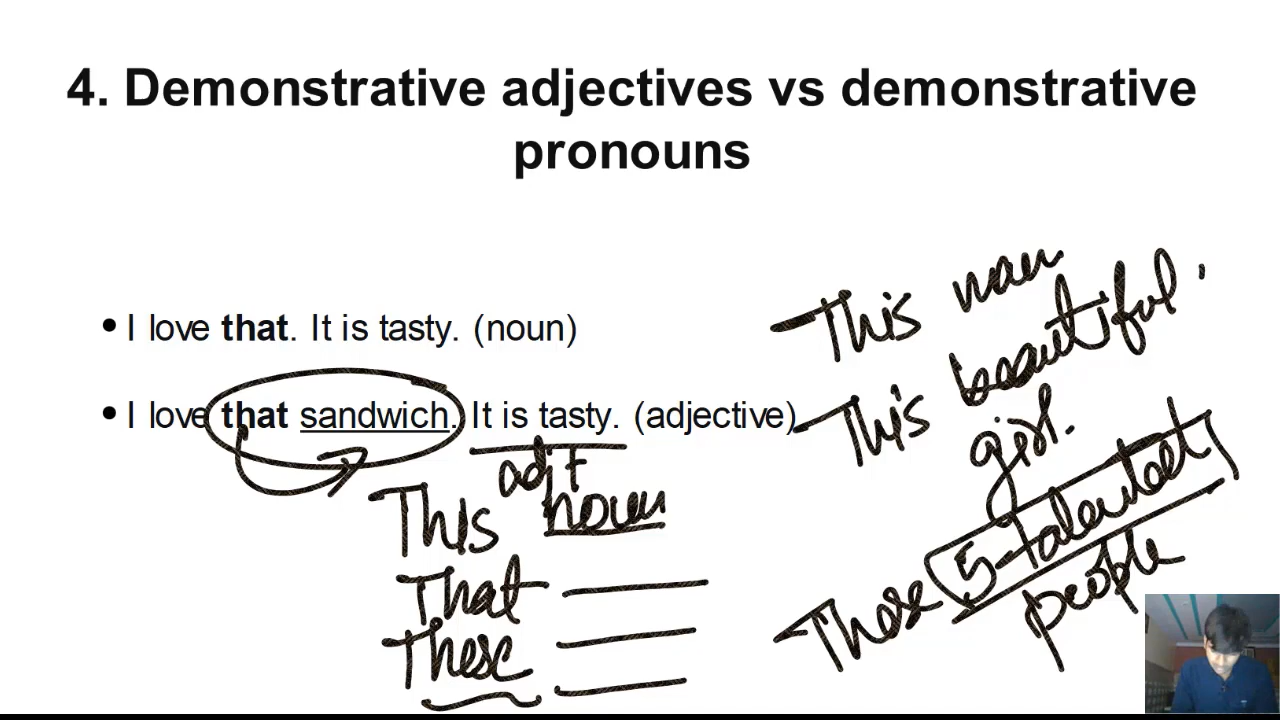 4. Demonstrative adjectives vs demonstrative
pronouns
• I love that. It is tasty. (noun)
• I love that sandwich. It is tasty. (adjective)
adj +
This noun
That
These
This man
This beautiful
girl.
Those 5-talented
people